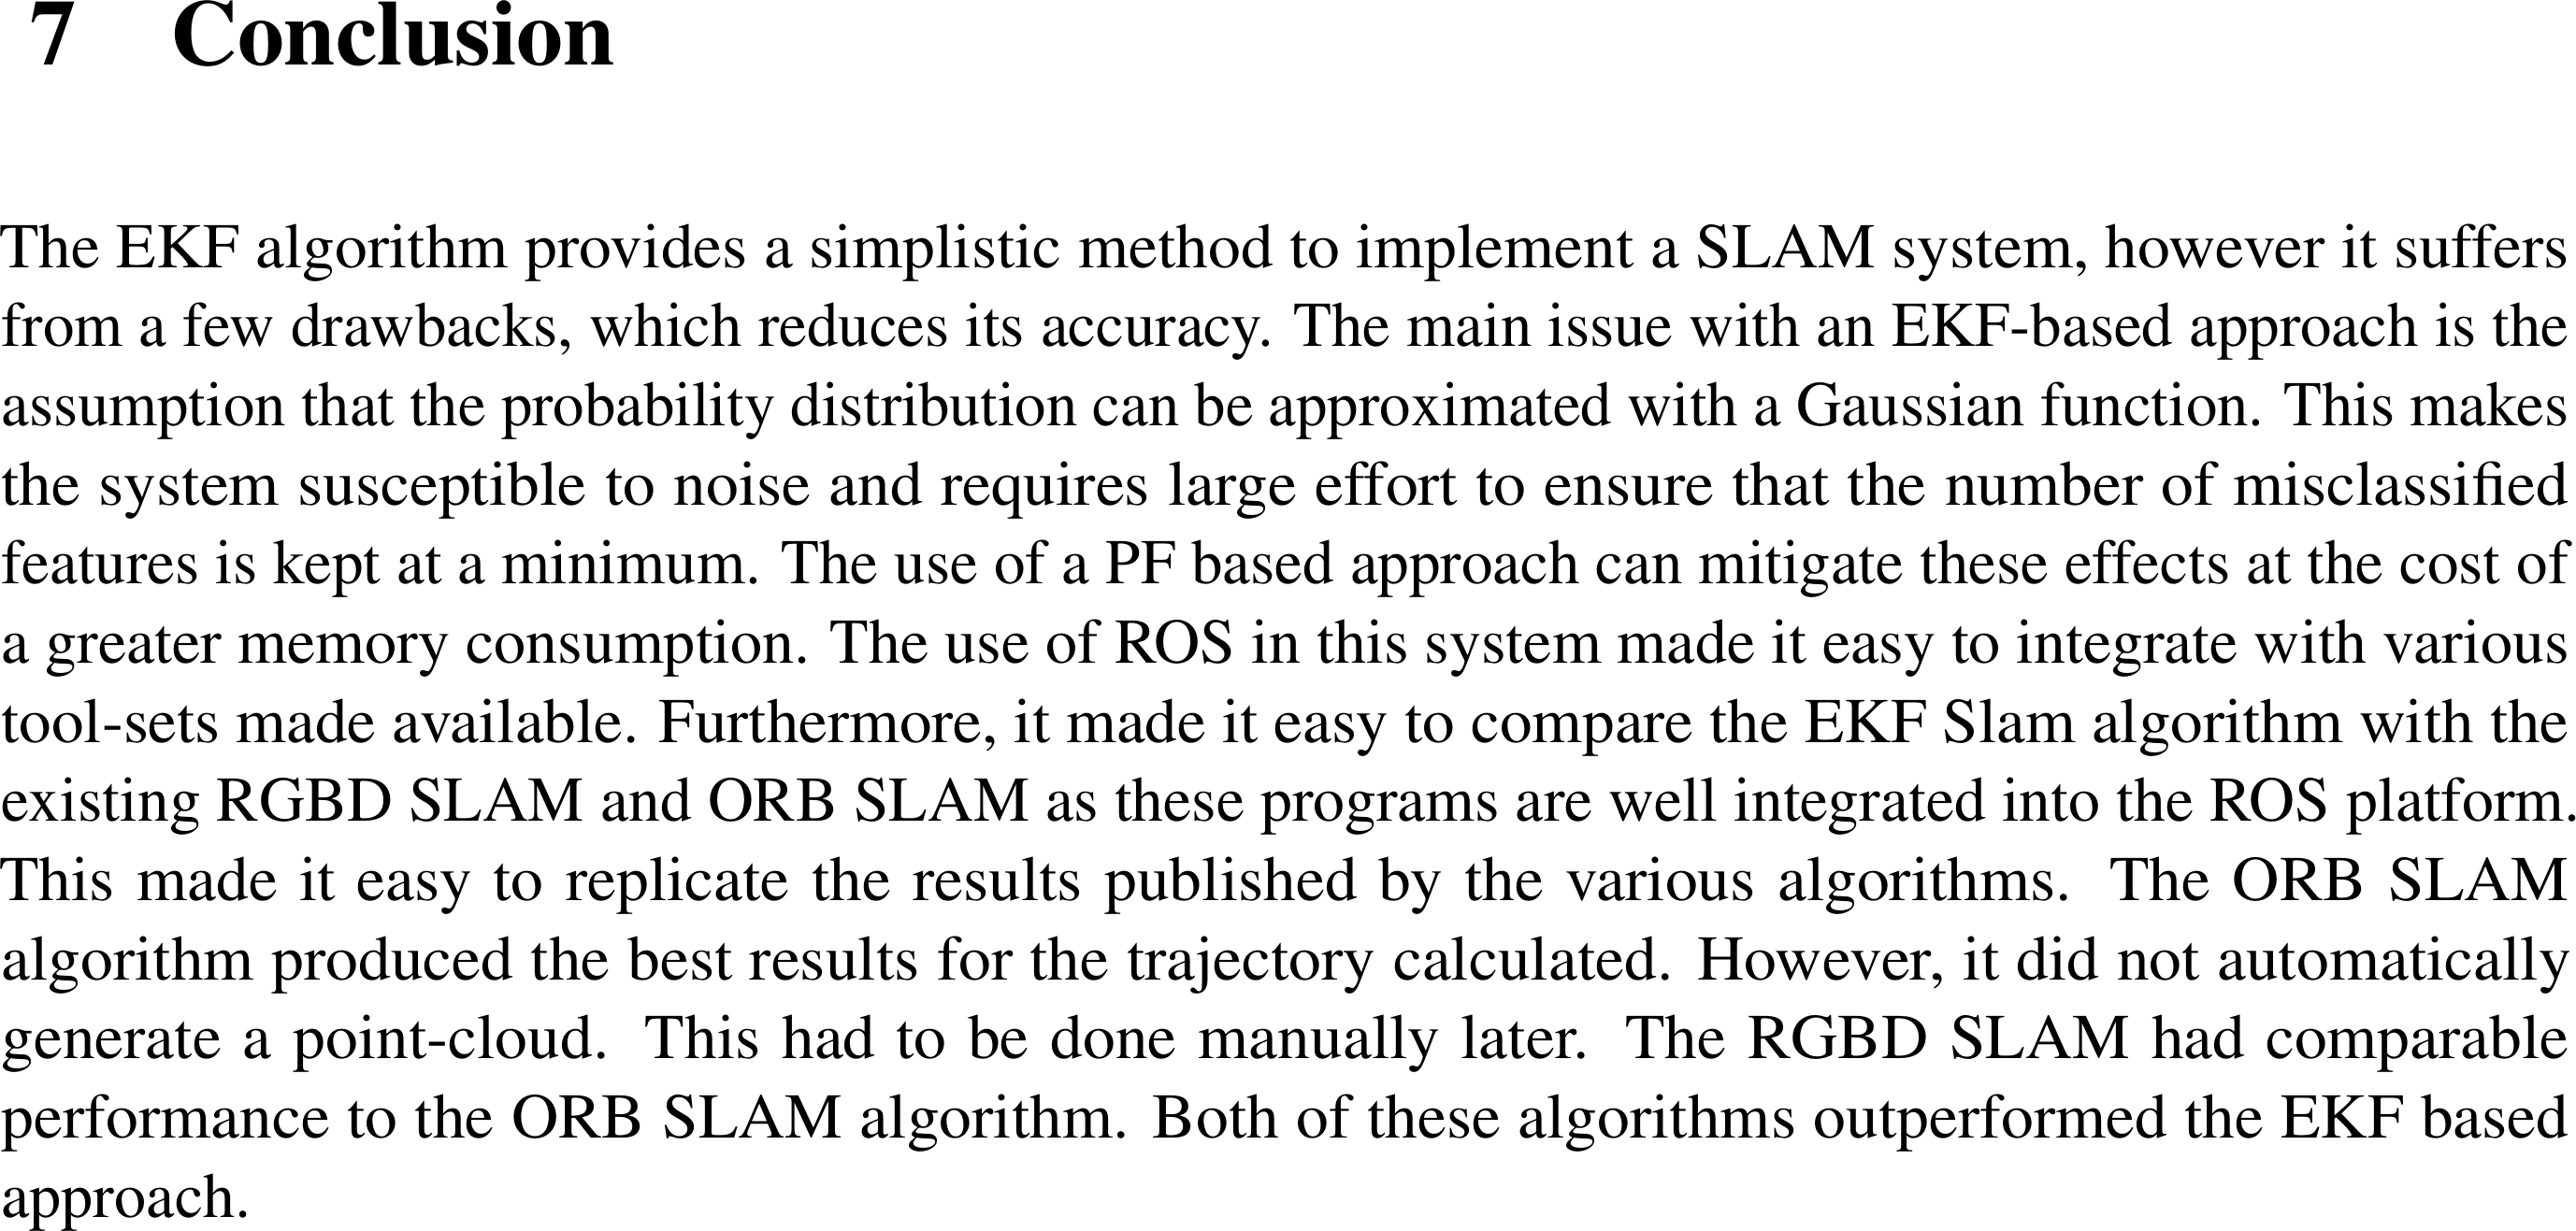 7 Conclusion
The EKF algorithm provides a simplistic method to implement a SLAM system, however it suffers
from a few drawbacks, which reduces its accuracy. The main issue with an EKF-based approach is the
assumption that the probability distribution can be approximated with a Gaussian function. This makes
the system susceptible to noise and requires large effort to ensure that the number of misclassified
features is kept at a minimum. The use of a PF based approach can mitigate these effects at the cost of
a greater memory consumption. The use of ROS in this system made it easy to integrate with various
tool-sets made available. Furthermore, it made it easy to compare the EKF Slam algorithm with the
existing RGBD SLAM and ORB SLAM as these programs are well integrated into the ROS platform.
This made it easy to replicate the results published by the various algorithms. The ORB SLAM
algorithm produced the best results for the trajectory calculated. However, it did not automatically
generate a point-cloud. This had to be done manually later. The RGBD SLAM had comparable
performance to the ORB SLAM algorithm. Both of these algorithms outperformed the EKF based
approach.